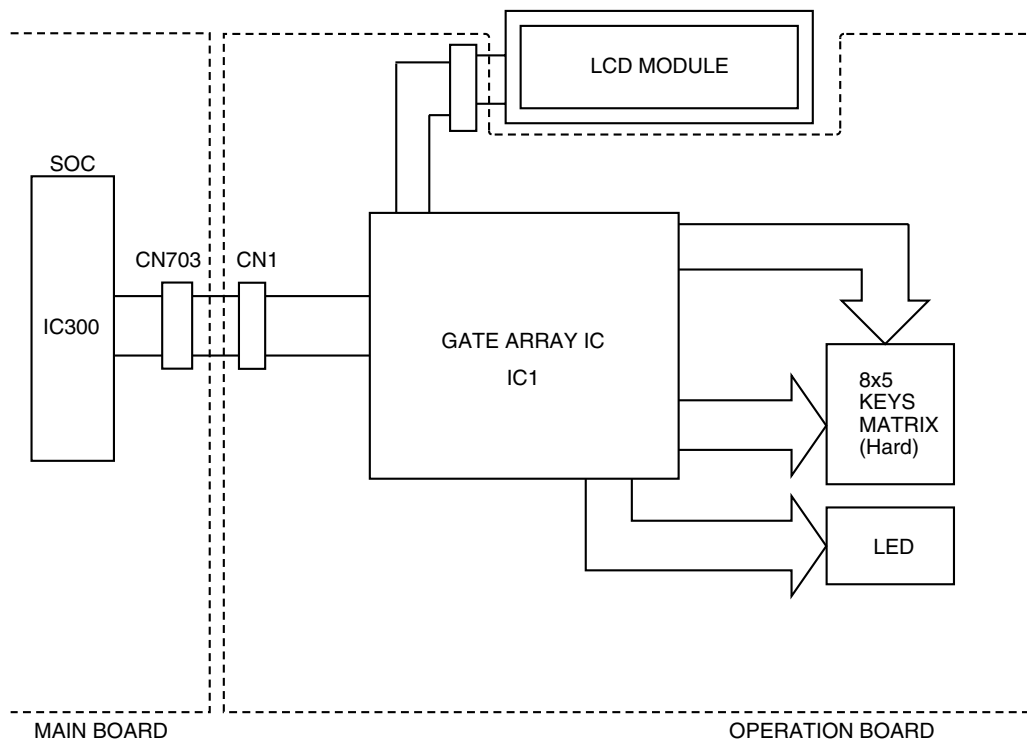 LCD MODULE
SOC
CN703
CN1
IC300
GATE ARRAY IC
IC1
8x5
KEYS
MATRIX
(Hard)
LED
MAIN BOARD
OPERATION BOARD